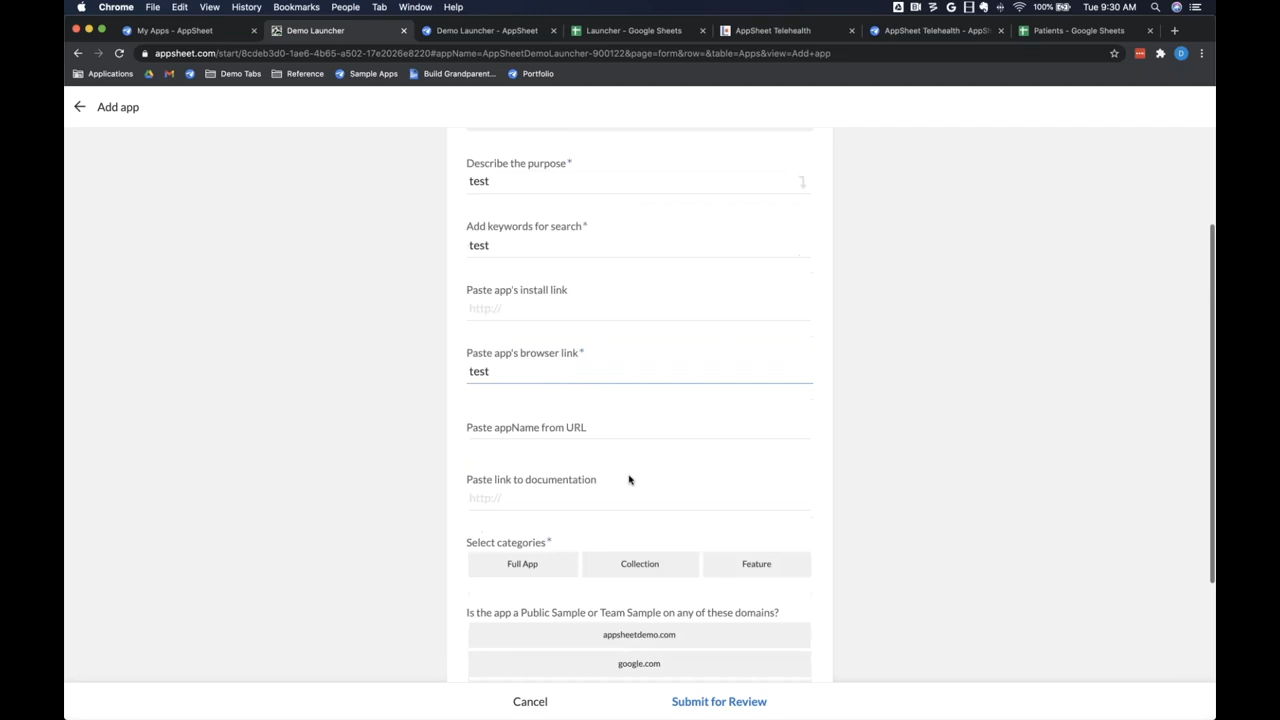 Chrome File Edit View History Bookmarks People Tab Window Help 100% Tue 9:30 AM
My Apps - AppSheet Demo Launcher Demo Launcher - AppSheet Launcher - Google Sheets AppSheet Telehealth AppSheet Telehealth - AppSh Patients - Google Sheets
appsheet.com/start/8cdeb3d0-1ae6-4b65-a502-17e2026e8220#appName=AppSheetDemoLauncher-900122&page=form&row=&table=Apps&view=Add+app
Applications Demo Tabs Reference Sample Apps Build Grandparent... Portfolio
Add app
Describe the purpose*
test
Add keywords for search*
test
Paste app's install link
http://
Paste app's browser link*
test
Paste appName from URL
Paste link to documentation
http://
Select categories*
Full App Collection Feature
Is the app a Public Sample or Team Sample on any of these domains?
appsheetdemo.com
google.com
Cancel Submit for Review